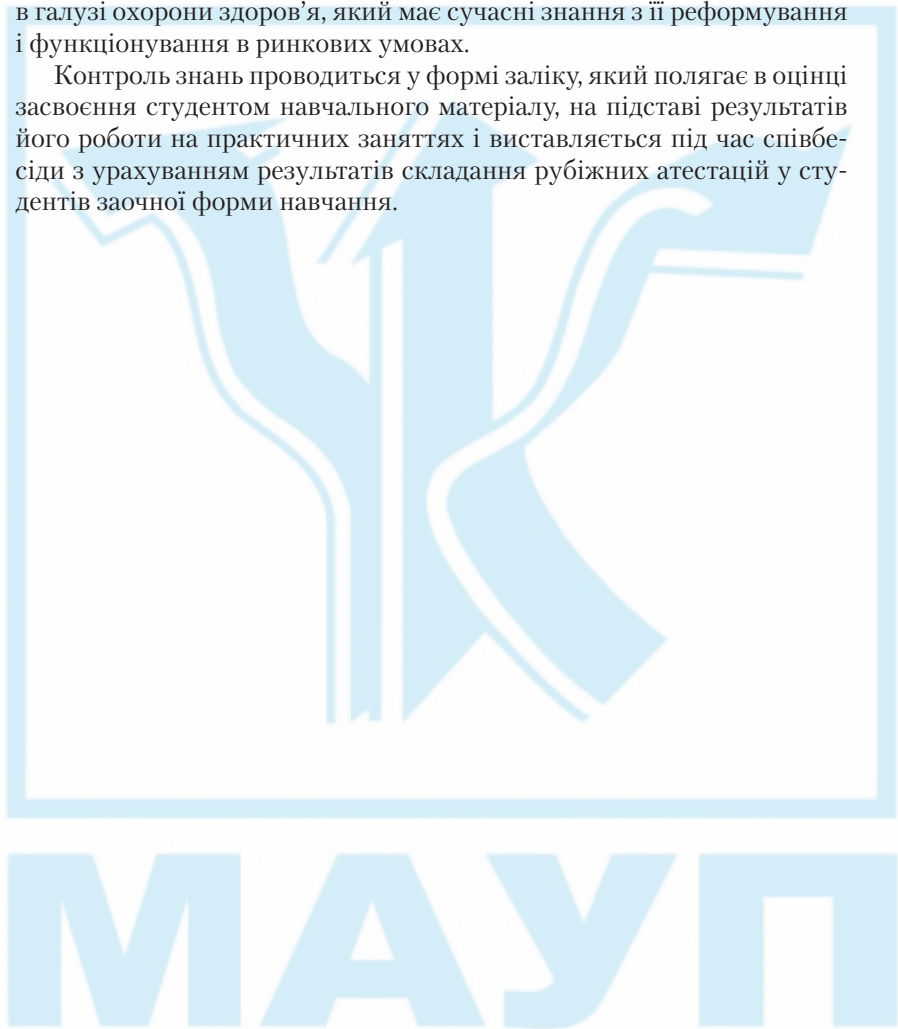 в галузі охорони здоров’я, який має сучасні знання з її реформування
і функціонування в ринкових умовах.
Контроль знань проводиться у формі заліку, який полягає в оцінці
засвоєння студентом навчального матеріалу, на підставі результатів
його роботи на практичних заняттях і виставляється під час співбе-
сіди з урахуванням результатів складання рубіжних атестацій у сту-
дентів заочної форми навчання.
МАУП